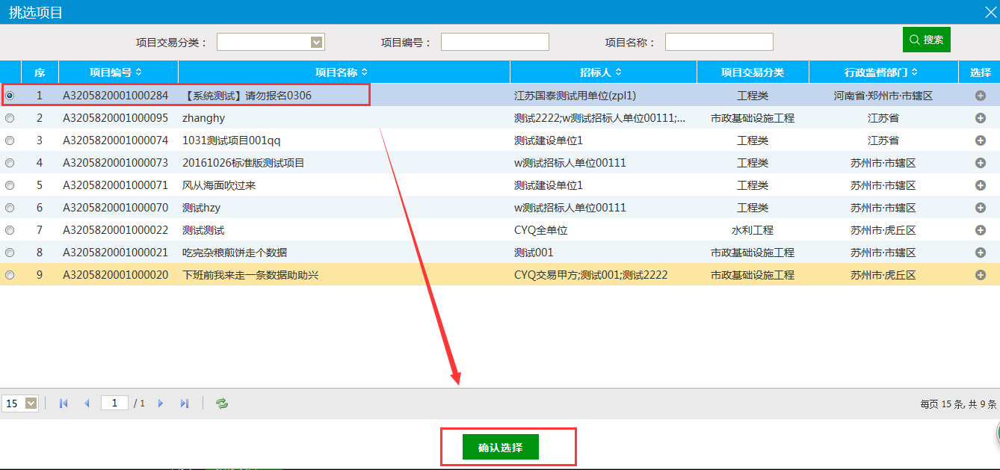 挑选项目
项目交易分类： 项目编号： 项目名称： 搜索
序 项目编号 项目名称 招标人 项目交易分类 行政监督部门 选择
1 A3205820001000284 【系统测试】请勿报名0306 江苏国泰测试用单位(zpl1) 工程类 河南省·郑州市·市辖区
2 A3205820001000095 zhanghy 测试2222;w测试招标人单位00111;... 市政基础设施工程 江苏省
3 A3205820001000074 1031测试项目001qq 测试建设单位1 工程类 江苏省
4 A3205820001000073 20161026标准版测试项目 w测试招标人单位00111 工程类 苏州市·市辖区
5 A3205820001000071 风从海面吹过来 测试建设单位1 工程类 苏州市·市辖区
6 A3205820001000070 测试hzy w测试招标人单位00111 工程类 苏州市·市辖区
7 A3205820001000022 测试测试 CYQ全单位 水利工程 苏州市·虎丘区
8 A3205820001000021 吃完杂粮煎饼走个数据 测试001 市政基础设施工程 苏州市·市辖区
9 A3205820001000020 下班前我来走一条数据助助兴 CYQ交易甲方;测试001;测试2222 市政基础设施工程 苏州市·虎丘区
15 1 / 1 每页 15 条, 共 9 条
确认选择